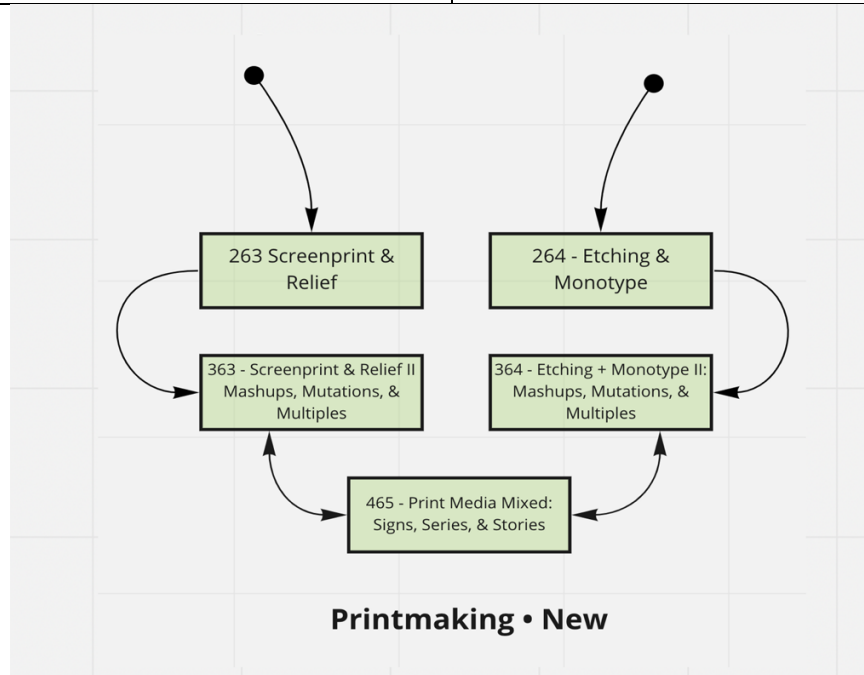 263 Screenprint &
Relief
264 - Etching &
Monotype
363 - Screenprint & Relief II
Mashups, Mutations, &
Multiples
364 - Etching + Monotype II:
Mashups, Mutations, &
Multiples
465 - Print Media Mixed:
Signs, Series, & Stories
Printmaking • New